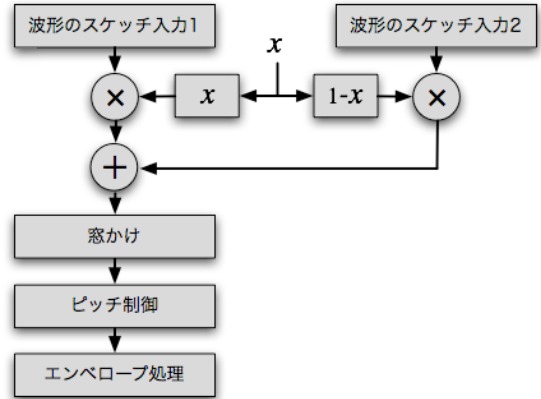 波形のスケッチ入力1
波形のスケッチ入力2
x
×
x
1-x
×
+
窓かけ
ピッチ制御
エンベロープ処理